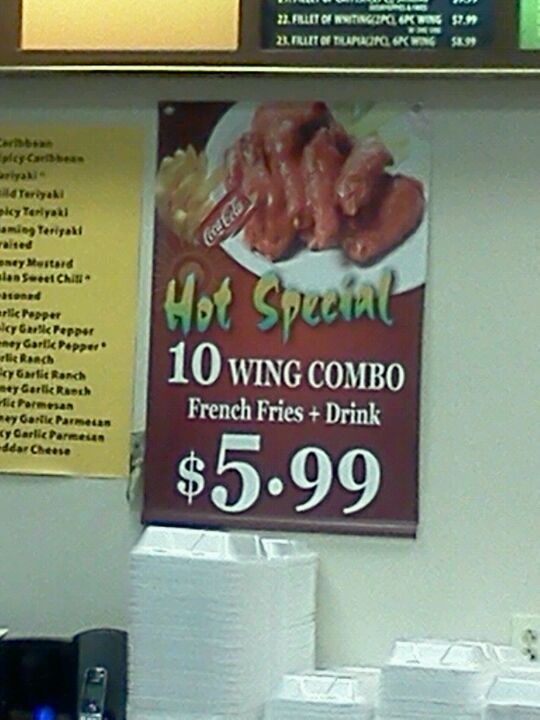 22. FILLET OF WHITING(2PC), 6PC WING $7.99
23. FILLET OF TILAPIA(2PC), 6PC WING $8.99
Caribbean
Spicy Caribbean
Teriyaki *
Mild Teriyaki
Spicy Teriyaki
Flaming Teriyaki
Honey Mustard
Asian Sweet Chili *
Seasoned
Garlic Pepper
Spicy Garlic Pepper
Honey Garlic Pepper *
Garlic Ranch
Spicy Garlic Ranch
Honey Garlic Ranch
Garlic Parmesan
Honey Garlic Parmesan
Spicy Garlic Parmesan
Cheddar Cheese
Coca-Cola
Hot Special
10 WING COMBO
French Fries + Drink
$5.99